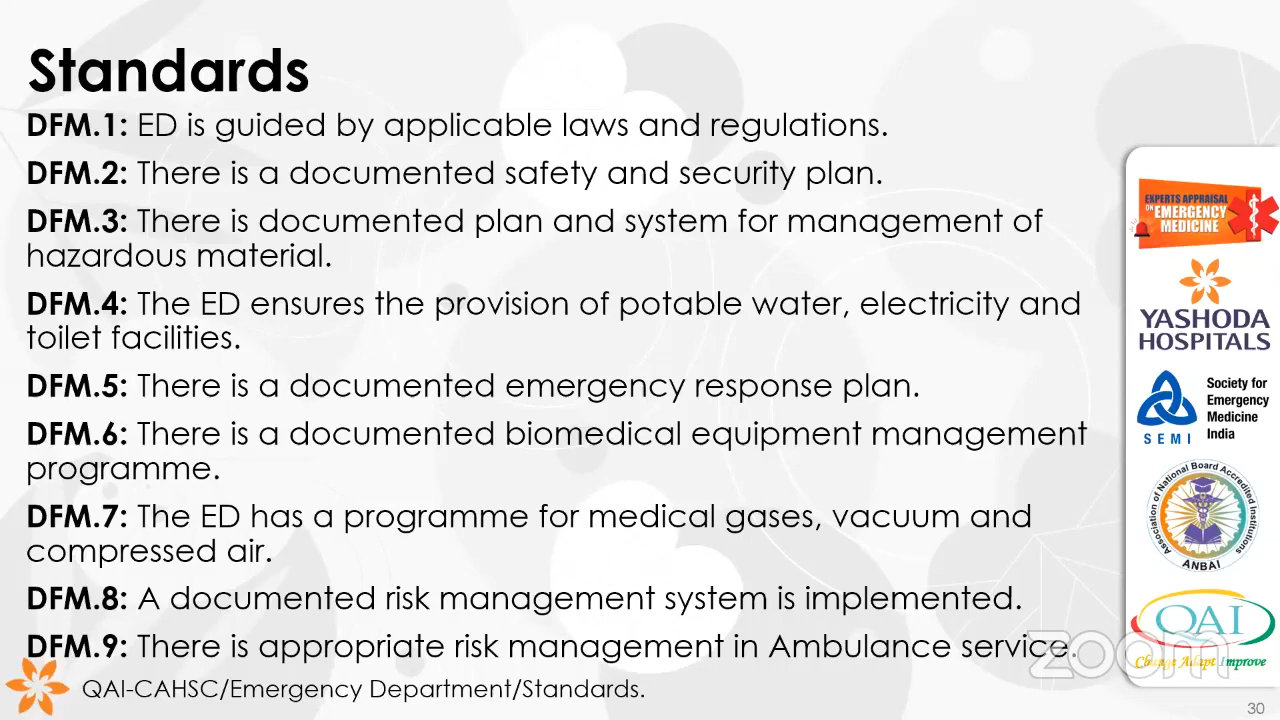 Standards
DFM.1: ED is guided by applicable laws and regulations.
DFM.2: There is a documented safety and security plan.
DFM.3: There is documented plan and system for management of
hazardous material.
DFM.4: The ED ensures the provision of potable water, electricity and
toilet facilities.
DFM.5: There is a documented emergency response plan.
DFM.6: There is a documented biomedical equipment management
programme.
DFM.7: The ED has a programme for medical gases, vacuum and
compressed air.
DFM.8: A documented risk management system is implemented.
DFM.9: There is appropriate risk management in Ambulance service.
QAI-CAHSC/Emergency Department/Standards.
EXPERTS APPRAISAL
ON EMERGENCY
MEDICINE
YASHODA
HOSPITALS
SEMI
Society for
Emergency
Medicine
India
Association of National Board Accredited Institutions
ANBAI
QAI
Change Adapt Improve
zoom
30